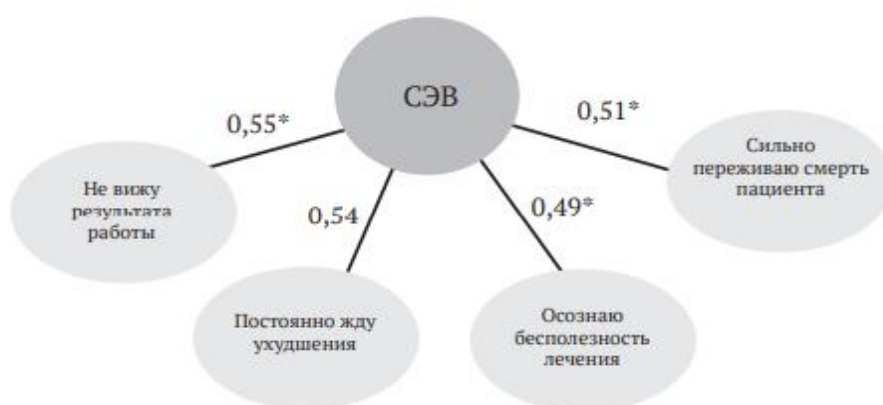 СЭВ
0,55*
0,51*
Не вижу
результата
работы
0,54
0,49*
Сильно
переживаю смерть
пациента
Постоянно жду
ухудшения
Осознаю
бесполезность
лечения